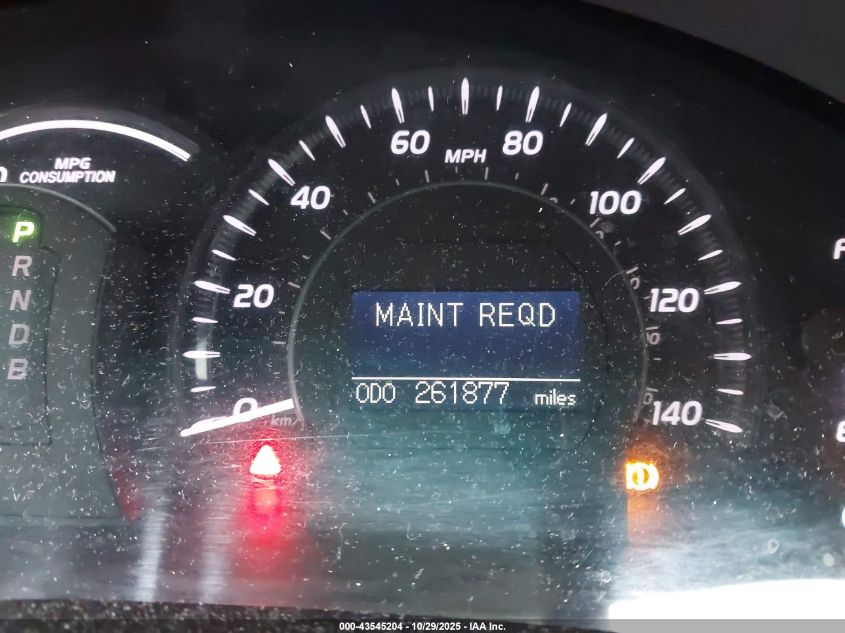 MPG
CONSUMPTION
P
R
N
D
B
0
20
40
60
80
100
120
140
MPH
km/h
MAINT REQD
ODO 261877 miles
F
000-43545204 - 10/29/2025 - IAA Inc.